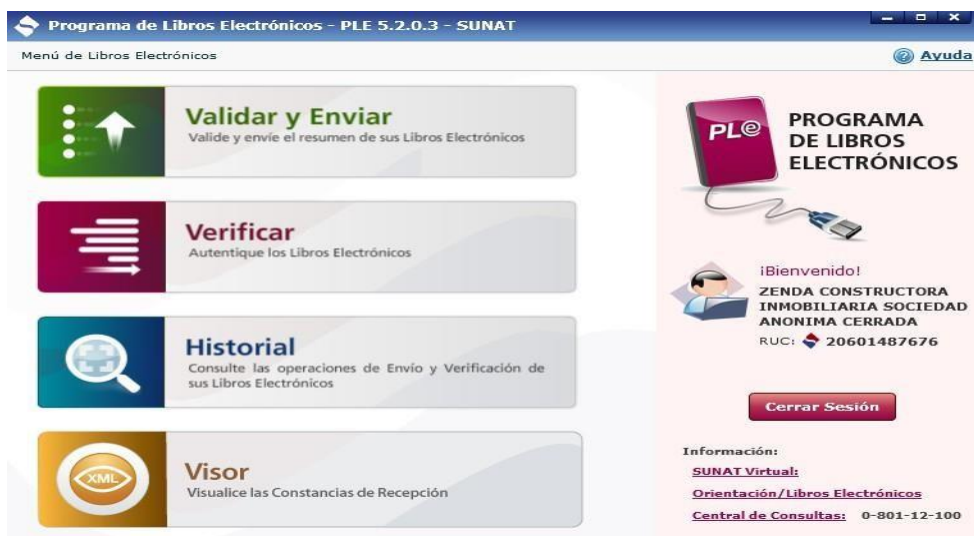 Programa de Libros Electrónicos - PLE 5.2.0.3 - SUNAT
Menú de Libros Electrónicos
Ayuda
Validar y Enviar
Valide y envíe el resumen de sus Libros Electrónicos
Verificar
Autentique los Libros Electrónicos
Historial
Consulte las operaciones de Envío y Verificación de
sus Libros Electrónicos
XML
Visor
Visualice las Constancias de Recepción
PLe
PROGRAMA
DE LIBROS
ELECTRÓNICOS
¡Bienvenido!
ZENDA CONSTRUCTORA
INMOBILIARIA SOCIEDAD
ANONIMA CERRADA
RUC: 20601487676
Cerrar Sesión
Información:
SUNAT Virtual:
Orientación/Libros Electrónicos
Central de Consultas: 0-801-12-100